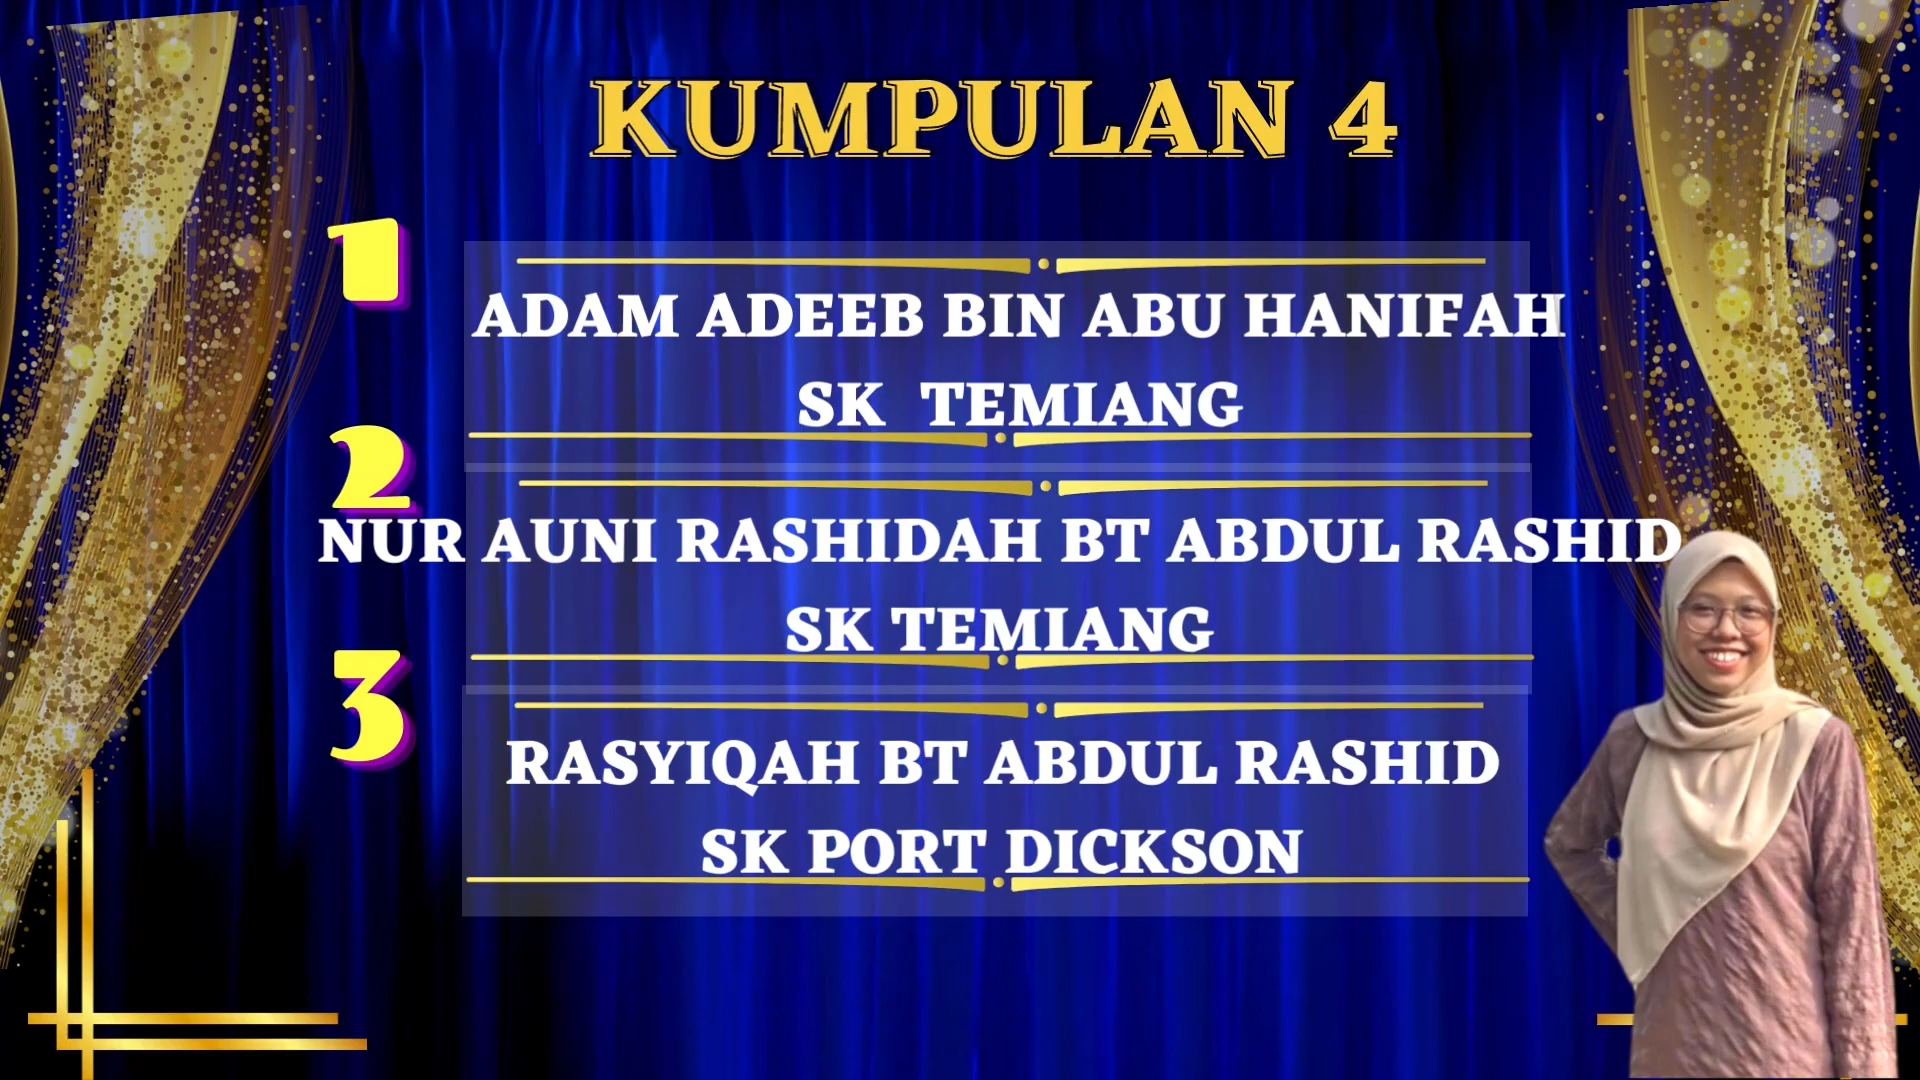 KUMPULAN 4
1
ADAM ADEEB BIN ABU HANIFAH
SK TEMIANG
2
NUR AUNI RASHIDAH BT ABDUL RASHID
SK TEMIANG
3
RASYIQAH BT ABDUL RASHID
SK PORT DICKSON